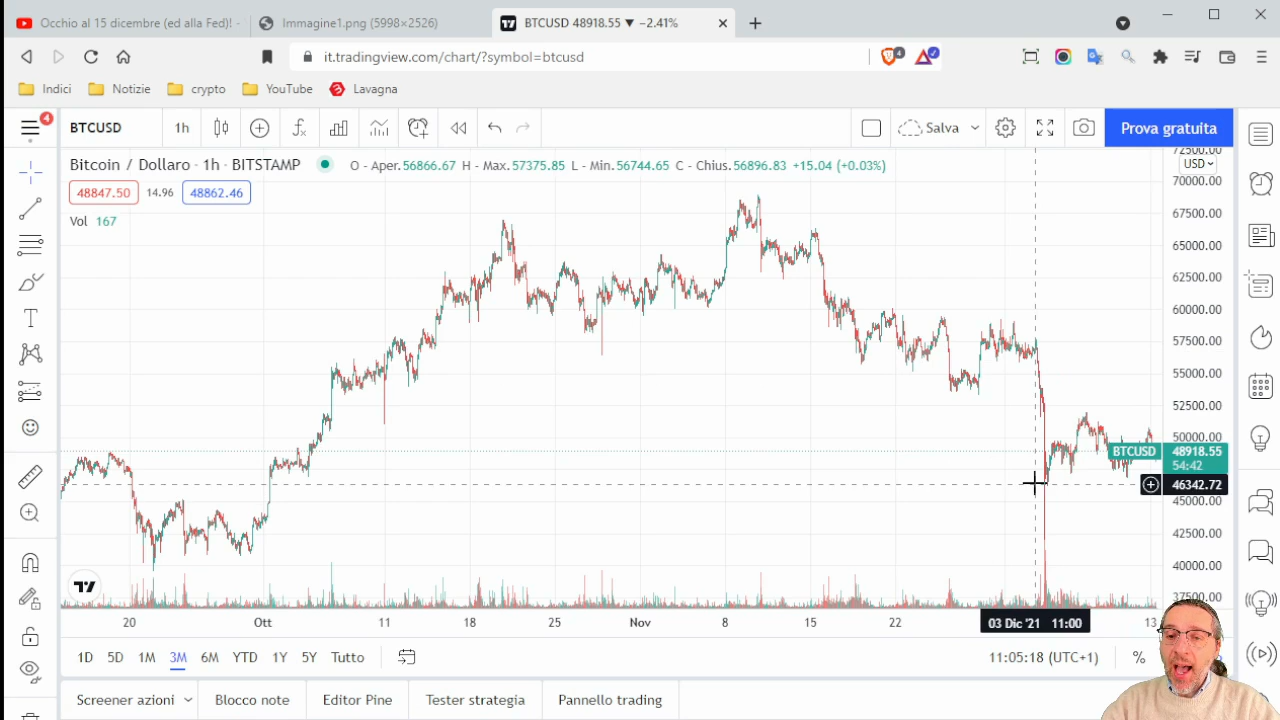 Occhio al 15 dicembre (ed alla Fed)! -
Immagine1.png (5998×2526)
BTCUSD 48918.55 ▼ −2.41%
it.tradingview.com/chart/?symbol=btcusd
4
Indici
Notizie
crypto
YouTube
Lavagna
4
BTCUSD
1h
Salva
Prova gratuita
Bitcoin / Dollaro · 1h · BITSTAMP
O - Aper.56866.67 H - Max.57375.85 L - Min.56744.65 C - Chius.56896.83 +15.04 (+0.03%)
48847.50
14.96
48862.46
Vol 167
72500.00
USD
70000.00
67500.00
65000.00
62500.00
60000.00
57500.00
55000.00
52500.00
50000.00
BTCUSD
48918.55
54:42
46342.72
45000.00
42500.00
40000.00
37500.00
20
Ott
11
18
25
Nov
8
15
22
03 Dic '21 11:00
13
1D
5D
1M
3M
6M
YTD
1Y
5Y
Tutto
11:05:18 (UTC+1)
%
Screener azioni
Blocco note
Editor Pine
Tester strategia
Pannello trading